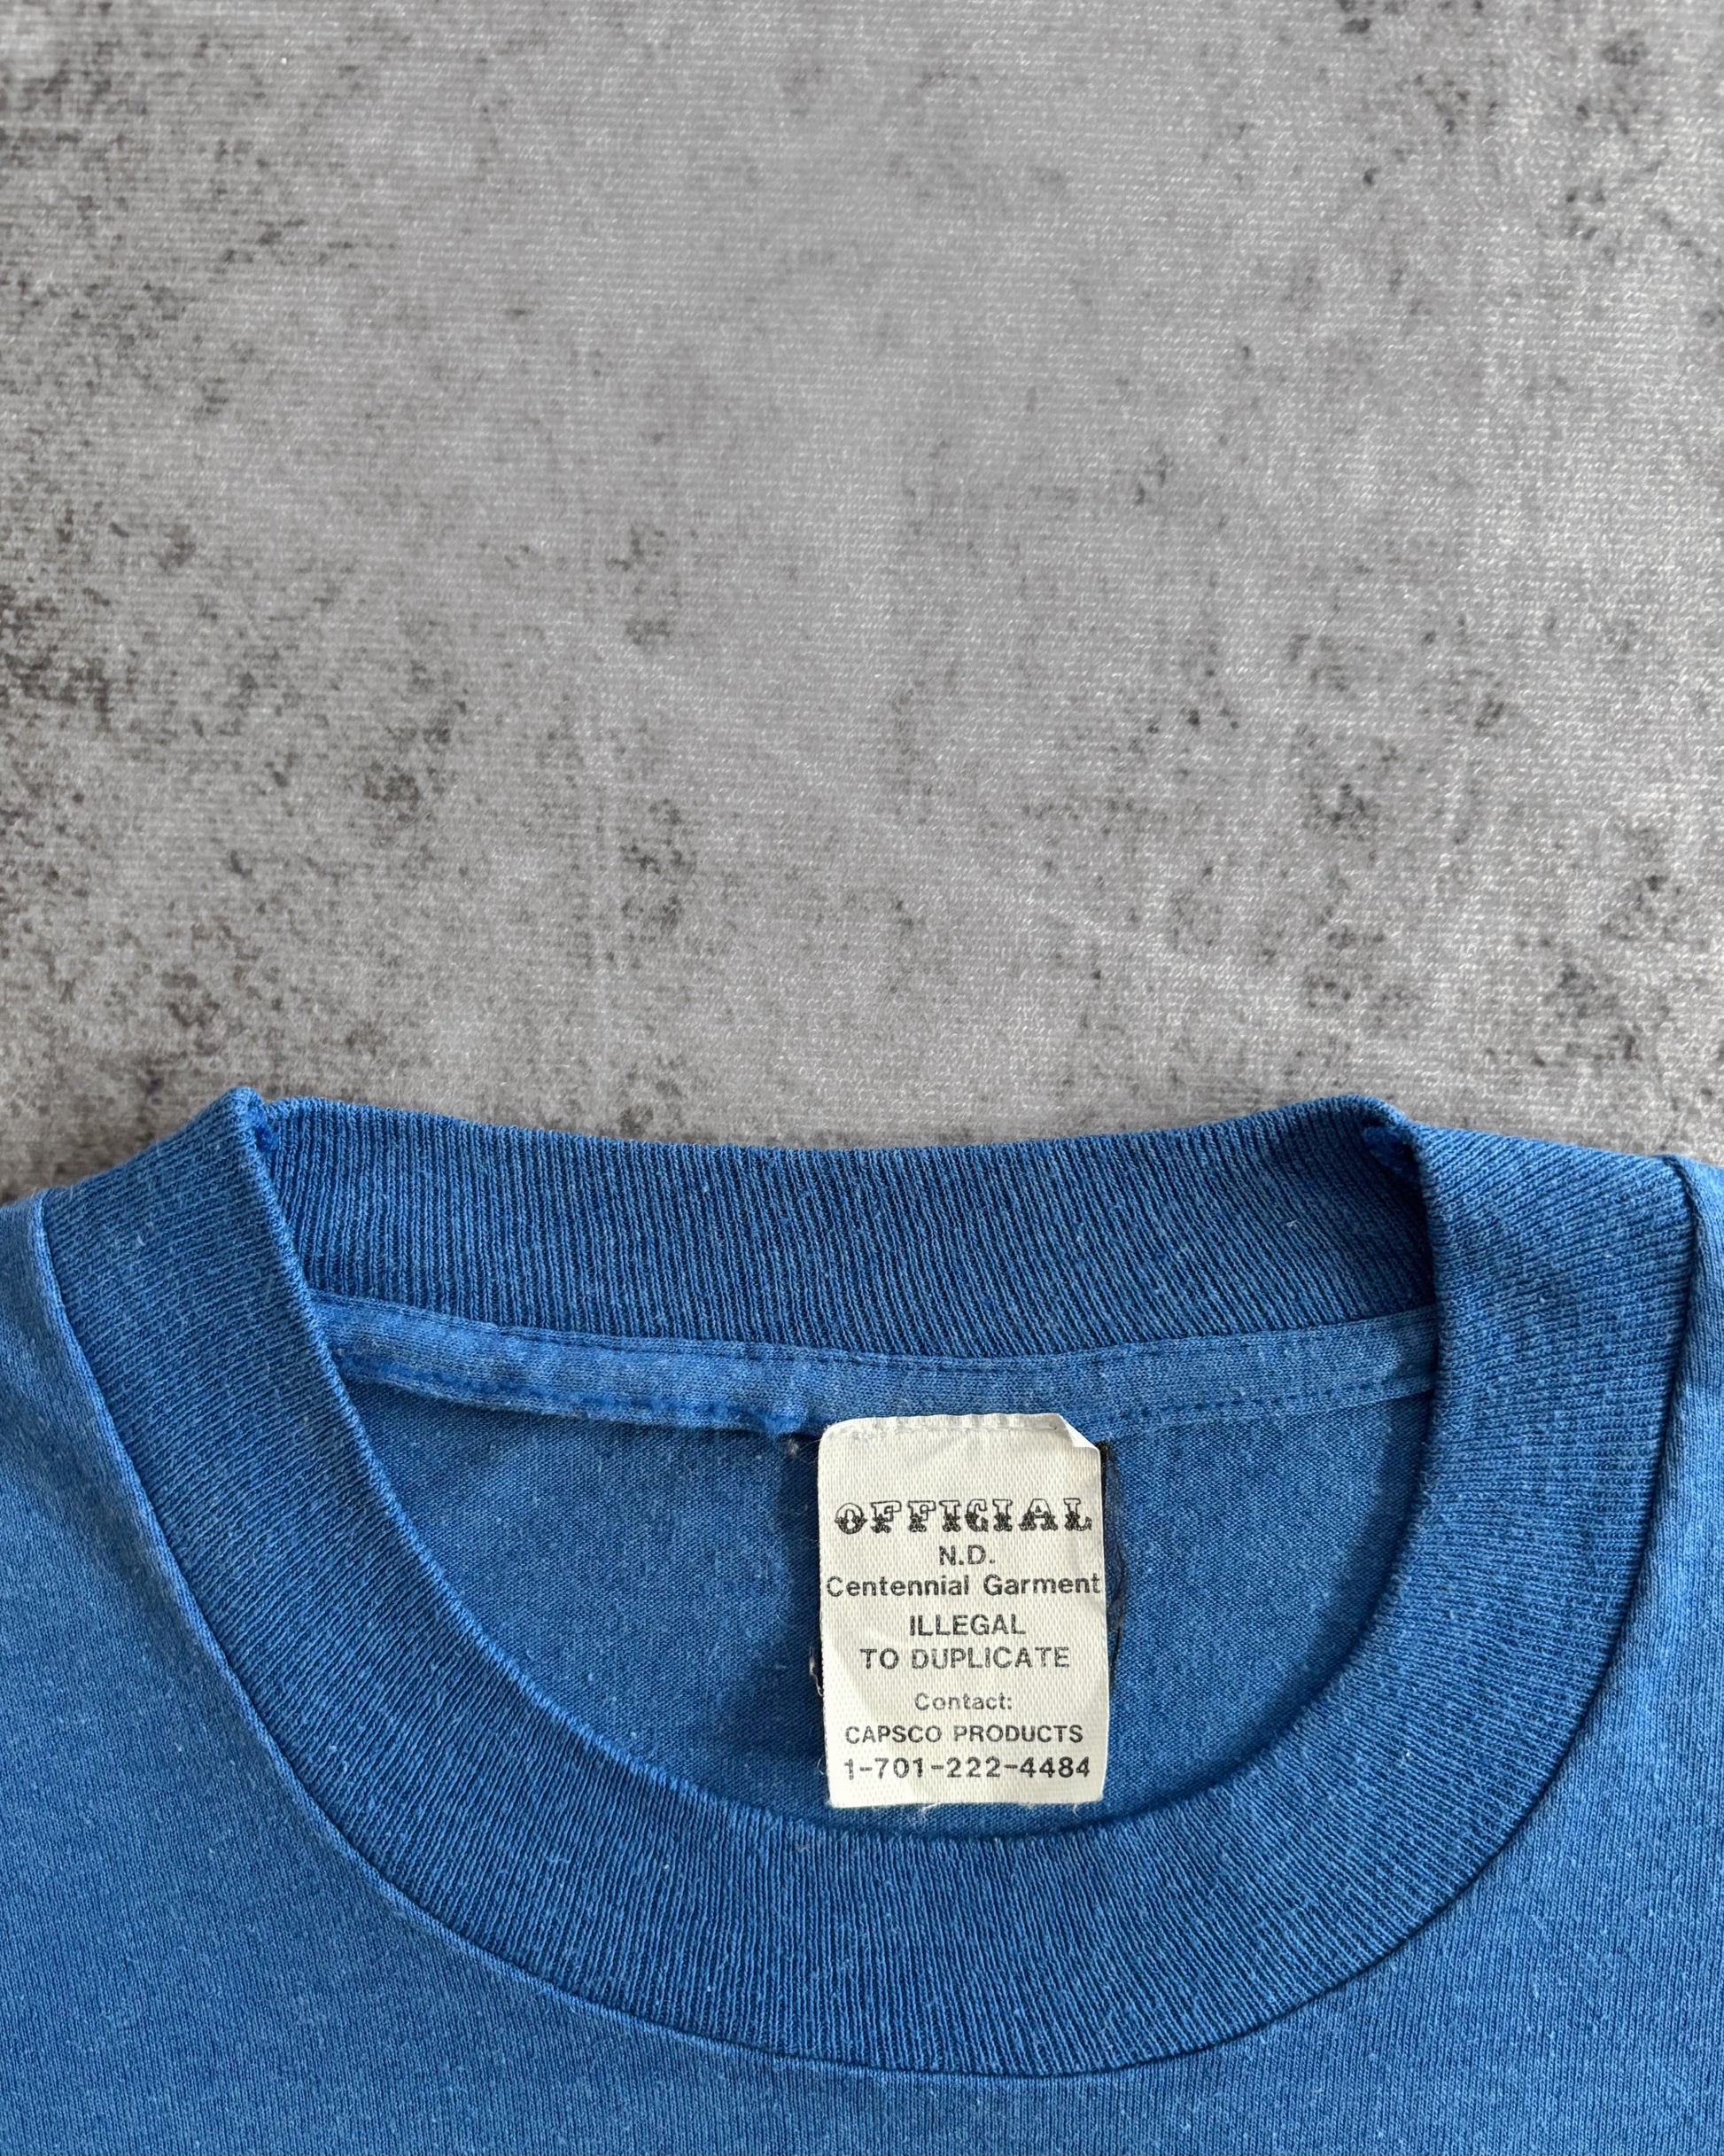 OFFICIAL
N.D.
Centennial Garment
ILLEGAL
TO DUPLICATE
Contact:
CAPSCO PRODUCTS
1-701-222-4484